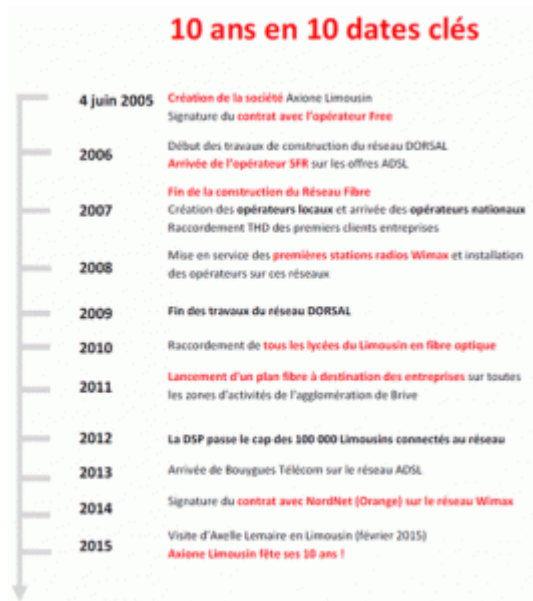 10 ans en 10 dates clés
4 juin 2005
Création de la société Axione Limousin
Signature du contrat avec l'opérateur Free
2006
Début des travaux de construction du réseau DORSAL
Arrivée de l'opérateur SFR sur les offres ADSL
2007
Fin de la construction du Réseau Fibre
Création des opérateurs locaux et arrivée des opérateurs nationaux
Raccordement THD des premiers clients entreprises
2008
Mise en service des premières stations radios Wimax et installation
des opérateurs sur ces réseaux
2009
Fin des travaux du réseau DORSAL
2010
Raccordement de tous les lycées du Limousin en fibre optique
2011
Lancement d'un plan fibre à destination des entreprises sur toutes
les zones d'activités de l'agglomération de Brive
2012
La DSP passe le cap des 100 000 Limousins connectés au réseau
2013
Arrivée de Bouygues Télécom sur le réseau ADSL
2014
Signature du contrat avec NordNet (Orange) sur le réseau Wimax
2015
Visite d'Axelle Lemaire en Limousin (février 2015)
Axione Limousin fête ses 10 ans !